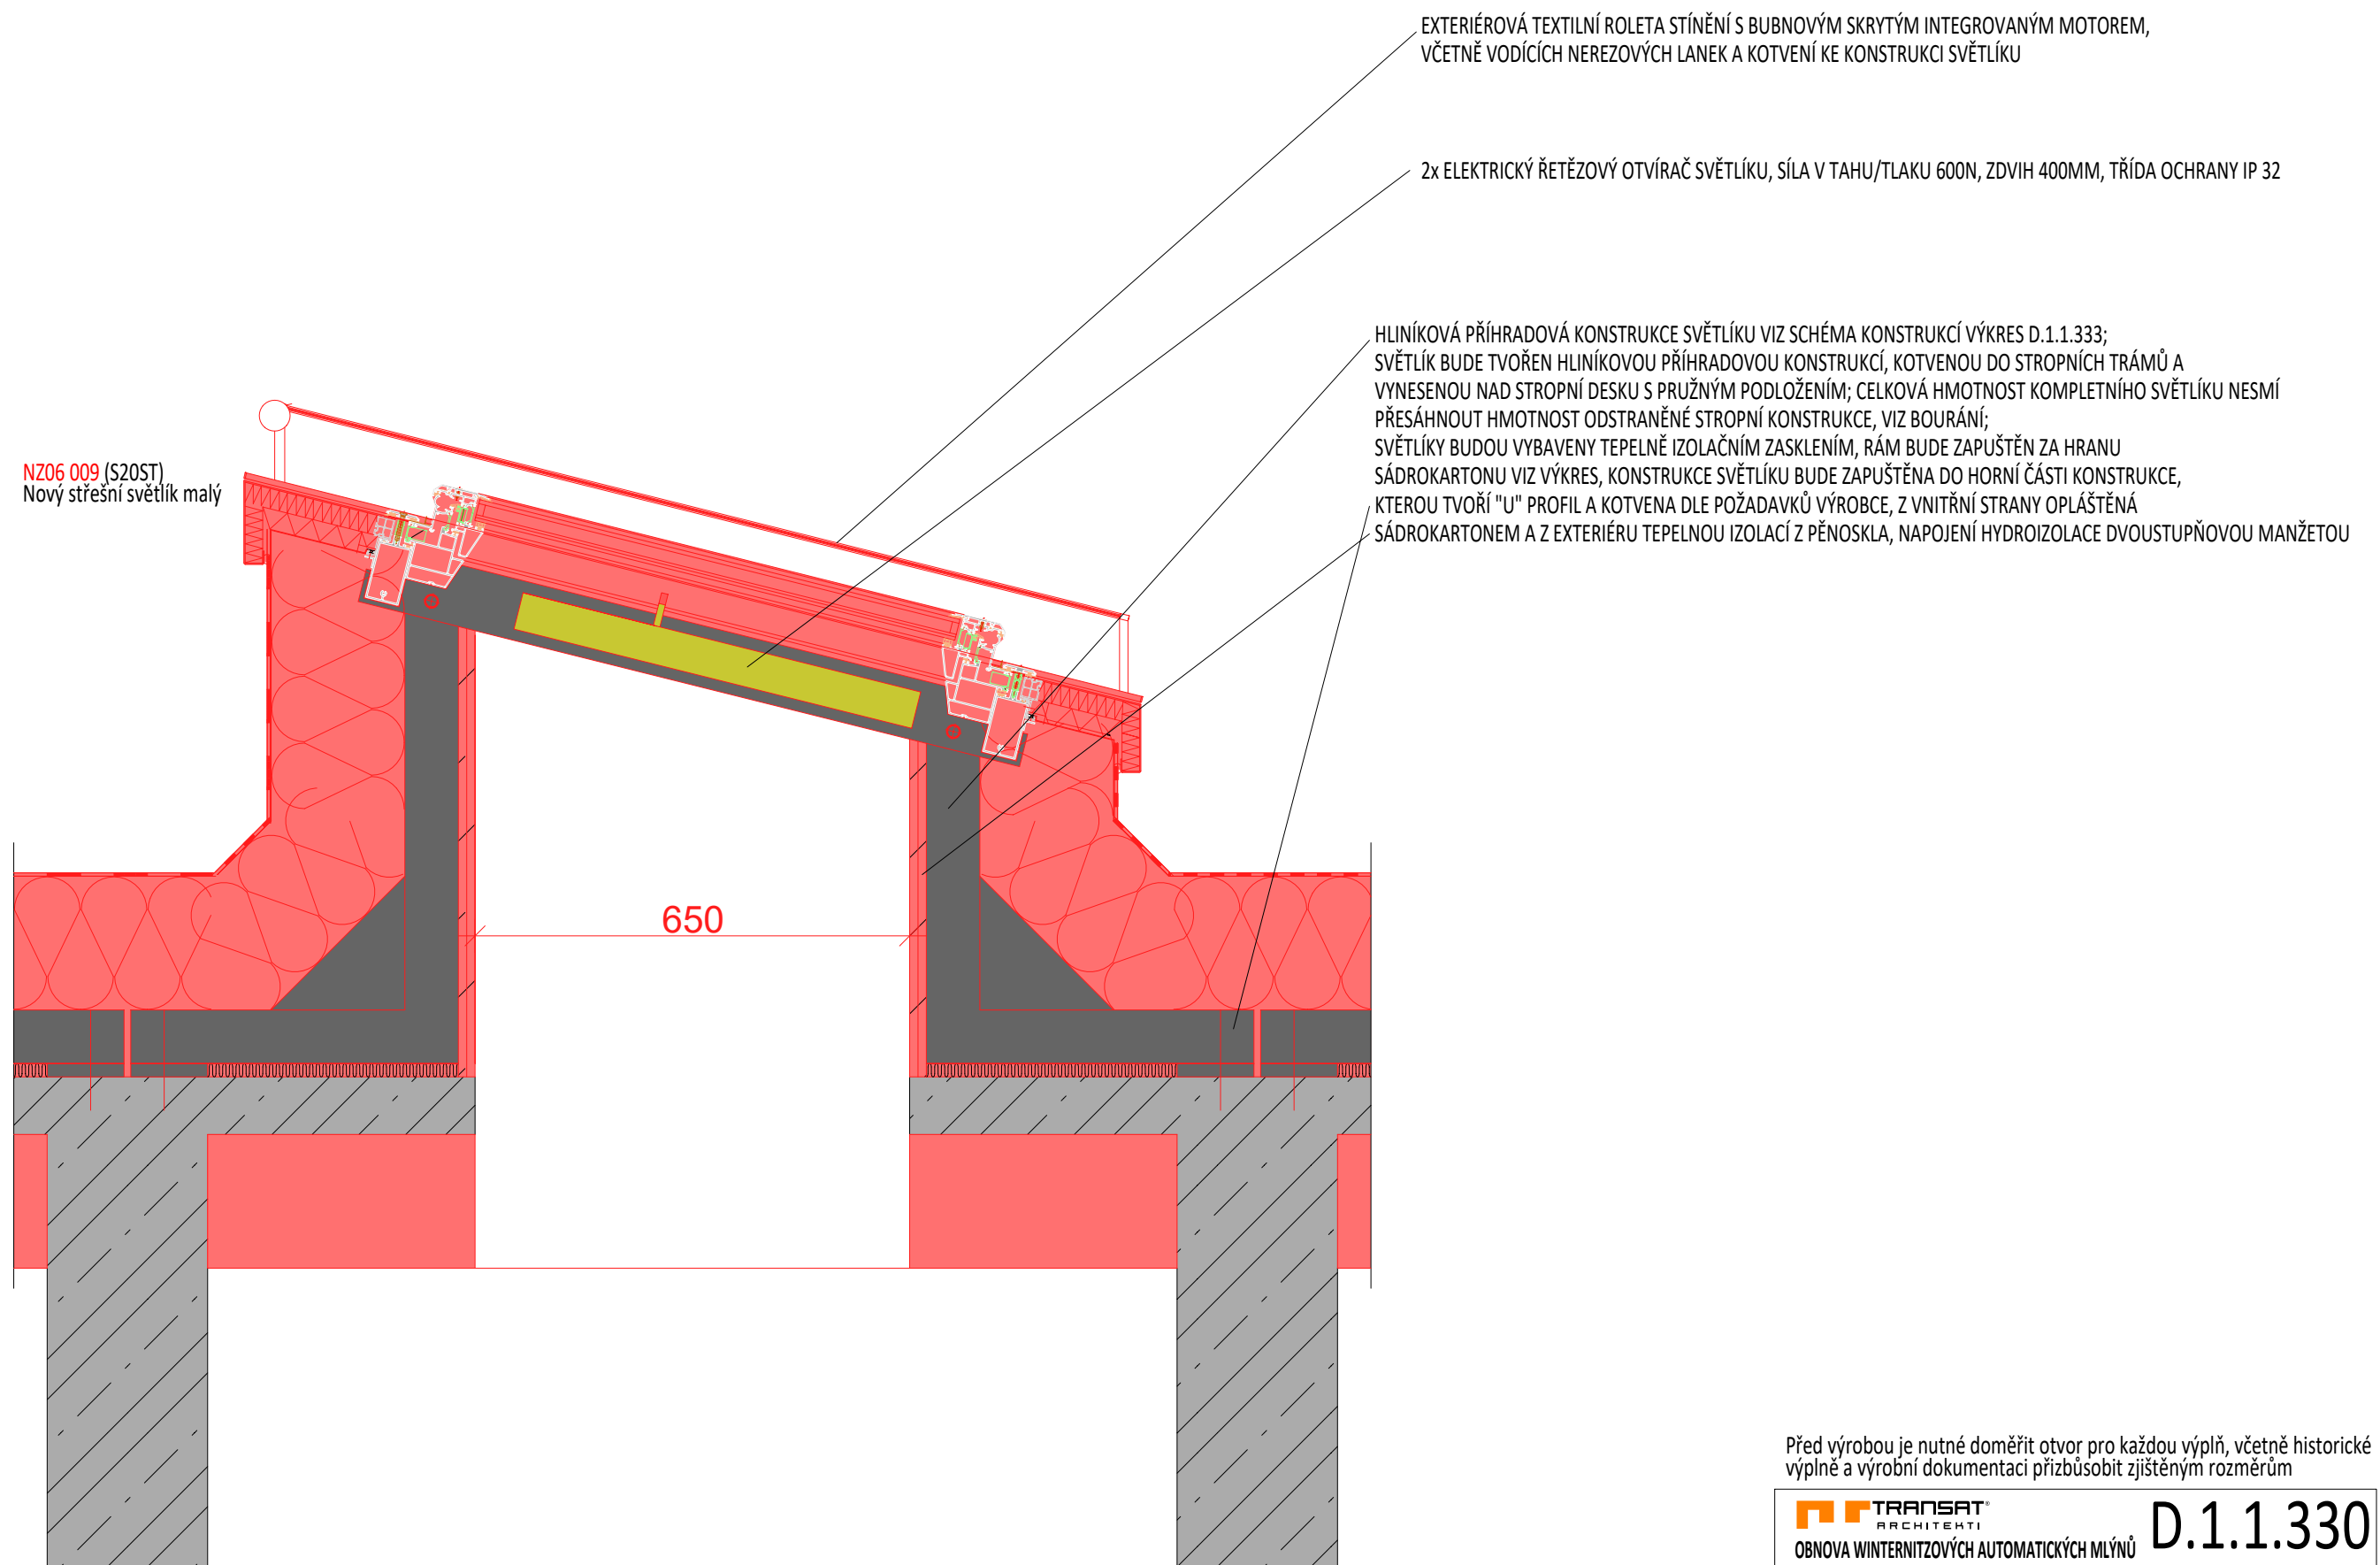 EXTERIÉROVÁ TEXTILNÍ ROLETA STÍNĚNÍ S BUBNOVÝM SKRYTÝM INTEGROVANÝM MOTOREM,
VČETNĚ VODÍCÍCH NEREZOVÝCH LANEK A KOTVENÍ KE KONSTRUKCI SVĚTLÍKU
2x ELEKTRICKÝ ŘETĚZOVÝ OTVÍRAČ SVĚTLÍKU, SÍLA V TAHU/TLAKU 600N, ZDVIH 400MM, TŘÍDA OCHRANY IP 32
HLINÍKOVÁ PŘÍHRADOVÁ KONSTRUKCE SVĚTLÍKU VIZ SCHÉMA KONSTRUKCÍ VÝKRES D.1.1.333;
SVĚTLÍK BUDE TVOŘEN HLINÍKOVOU PŘÍHRADOVOU KONSTRUKCÍ, KOTVENOU DO STROPNÍCH TRÁMŮ A
VYNESENOU NAD STROPNÍ DESKU S PRUŽNÝM PODLOŽENÍM; CELKOVÁ HMOTNOST KOMPLETNÍHO SVĚTLÍKU NESMÍ
PŘESÁHNOUT HMOTNOST ODSTRANĚNÉ STROPNÍ KONSTRUKCE, VIZ BOURÁNÍ;
SVĚTLÍKY BUDOU VYBAVENY TEPELNĚ IZOLAČNÍM ZASKLENÍM, RÁM BUDE ZAPUŠTĚN ZA HRANU
SÁDROKARTONU VIZ VÝKRES, KONSTRUKCE SVĚTLÍKU BUDE ZAPUŠTĚNA DO HORNÍ ČÁSTI KONSTRUKCE,
KTEROU TVOŘÍ "U" PROFIL A KOTVENA DLE POŽADAVKŮ VÝROBCE, Z VNITŘNÍ STRANY OPLÁŠTĚNÁ
SÁDROKARTONEM A Z EXTERIÉRU TEPELNOU IZOLACÍ Z PĚNOSKLA, NAPOJENÍ HYDROIZOLACE DVOUSTUPŇOVOU MANŽETOU
NZ06 009 (S20ST)
Nový střešní světlík malý
650
Před výrobou je nutné doměřit otvor pro každou výplň, včetně historické
výplně a výrobní dokumentaci přizbůsobit zjištěným rozměrům
TRANSAT®
ARCHITEKTI
OBNOVA WINTERNITZOVÝCH AUTOMATICKÝCH MLÝNŮ
D.1.1.330